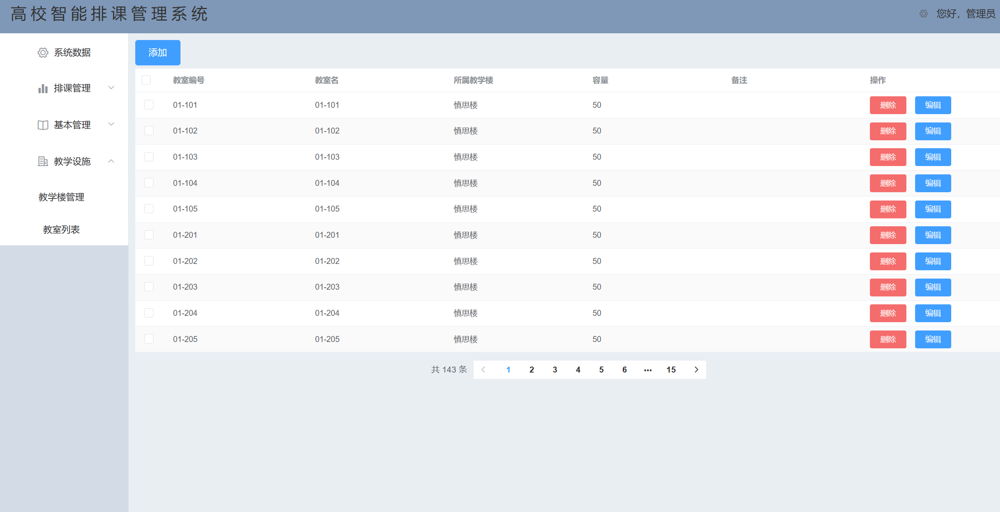 高校智能排课管理系统
您好，管理员
系统数据
排课管理
基本管理
教学设施
教学楼管理
教室列表
添加
教室编号 教室名 所属教学楼 容量 备注 操作
01-101 01-101 慎思楼 50 删除 编辑
01-102 01-102 慎思楼 50 删除 编辑
01-103 01-103 慎思楼 50 删除 编辑
01-104 01-104 慎思楼 50 删除 编辑
01-105 01-105 慎思楼 50 删除 编辑
01-201 01-201 慎思楼 50 删除 编辑
01-202 01-202 慎思楼 50 删除 编辑
01-203 01-203 慎思楼 50 删除 编辑
01-204 01-204 慎思楼 50 删除 编辑
01-205 01-205 慎思楼 50 删除 编辑
共 143 条 1 2 3 4 5 6 ••• 15